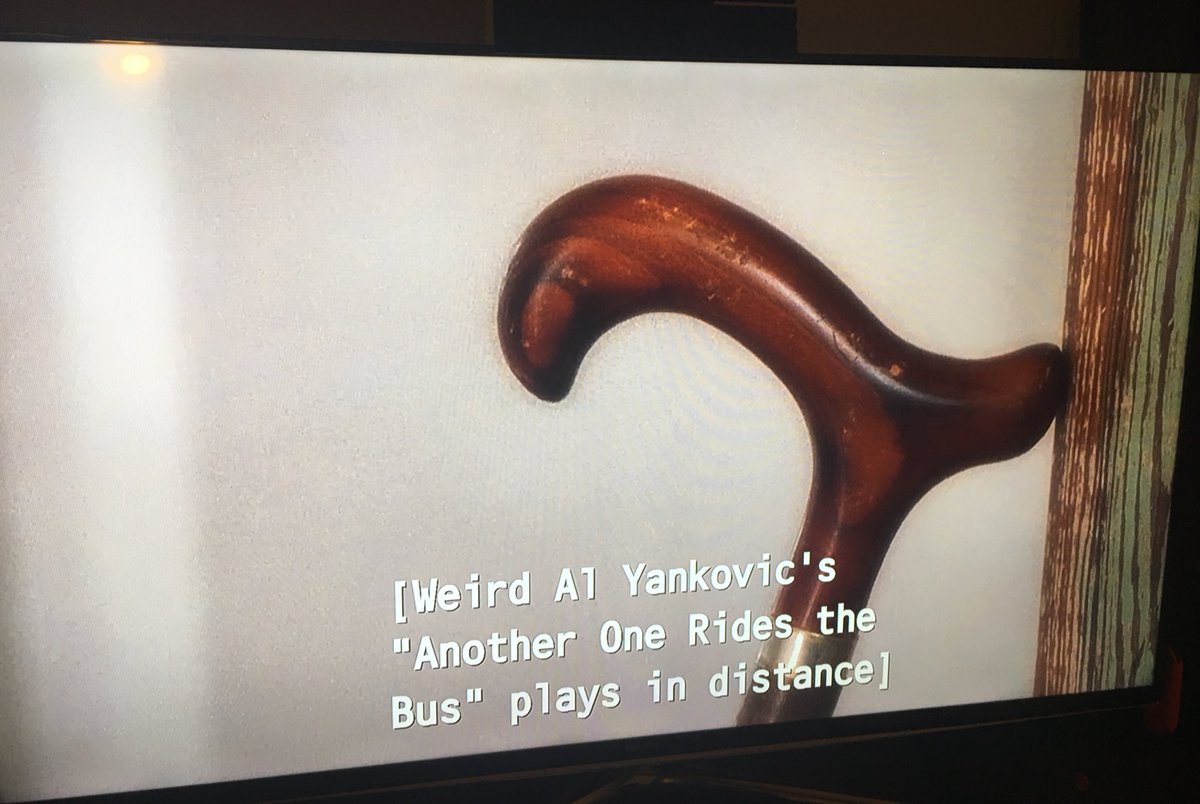 [Weird Al Yankovic's
"Another One Rides the
Bus" plays in distance]